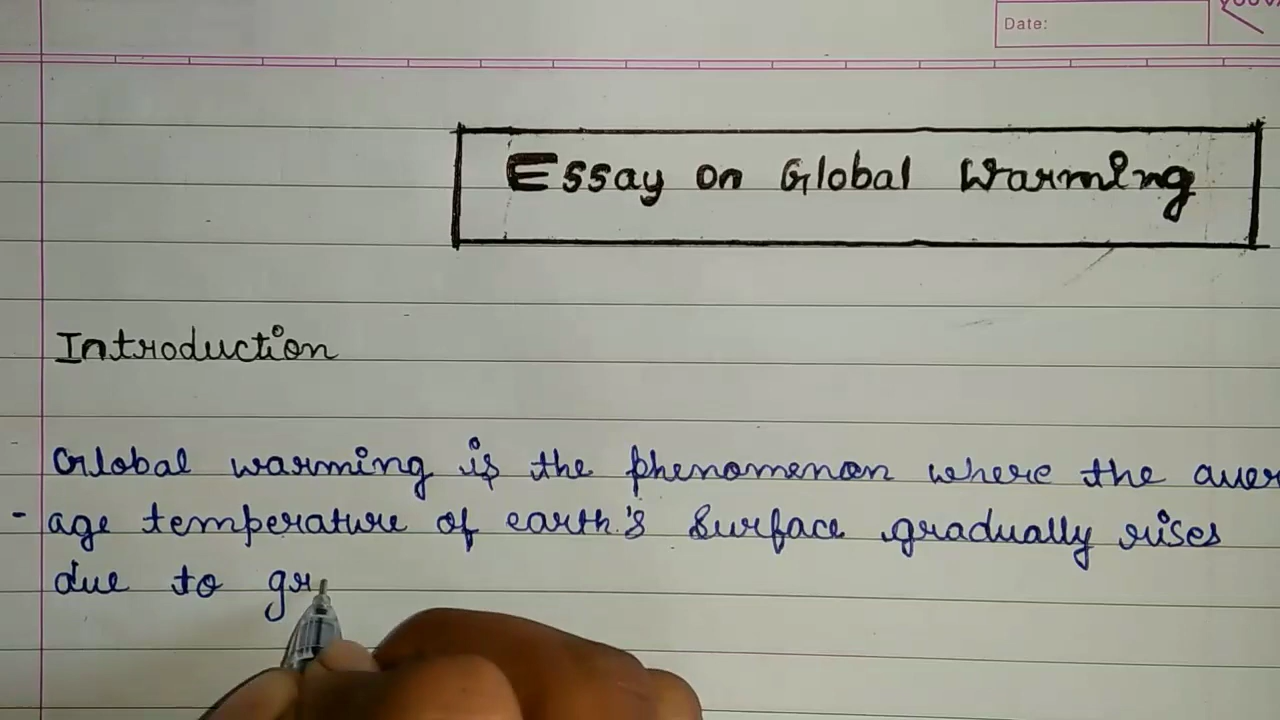 Date:
Essay on Global Warming
Introduction
Global warming is the phenomenon where the aver
- age temperature of earth's surface gradually rises
due to gr